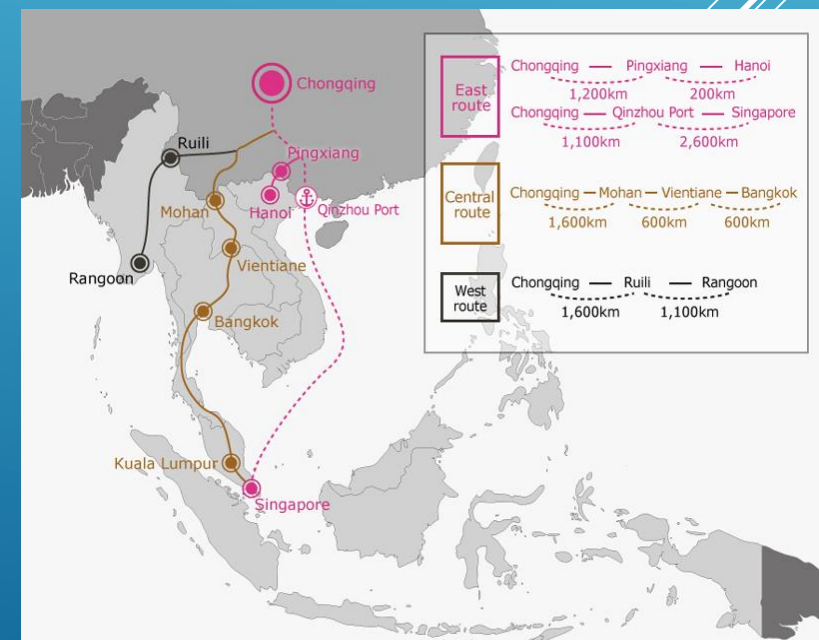 Chongqing
Ruili
Pingxiang
Mohan
Hanoi
Qinzhou Port
Rangoon
Vientiane
Bangkok
Kuala Lumpur
Singapore
East
route
Chongqing — Pingxiang — Hanoi
1,200km 200km
Chongqing — Qinzhou Port — Singapore
1,100km 2,600km
Central
route
Chongqing — Mohan — Vientiane — Bangkok
1,600km 600km 600km
West
route
Chongqing — Ruili — Rangoon
1,600km 1,100km